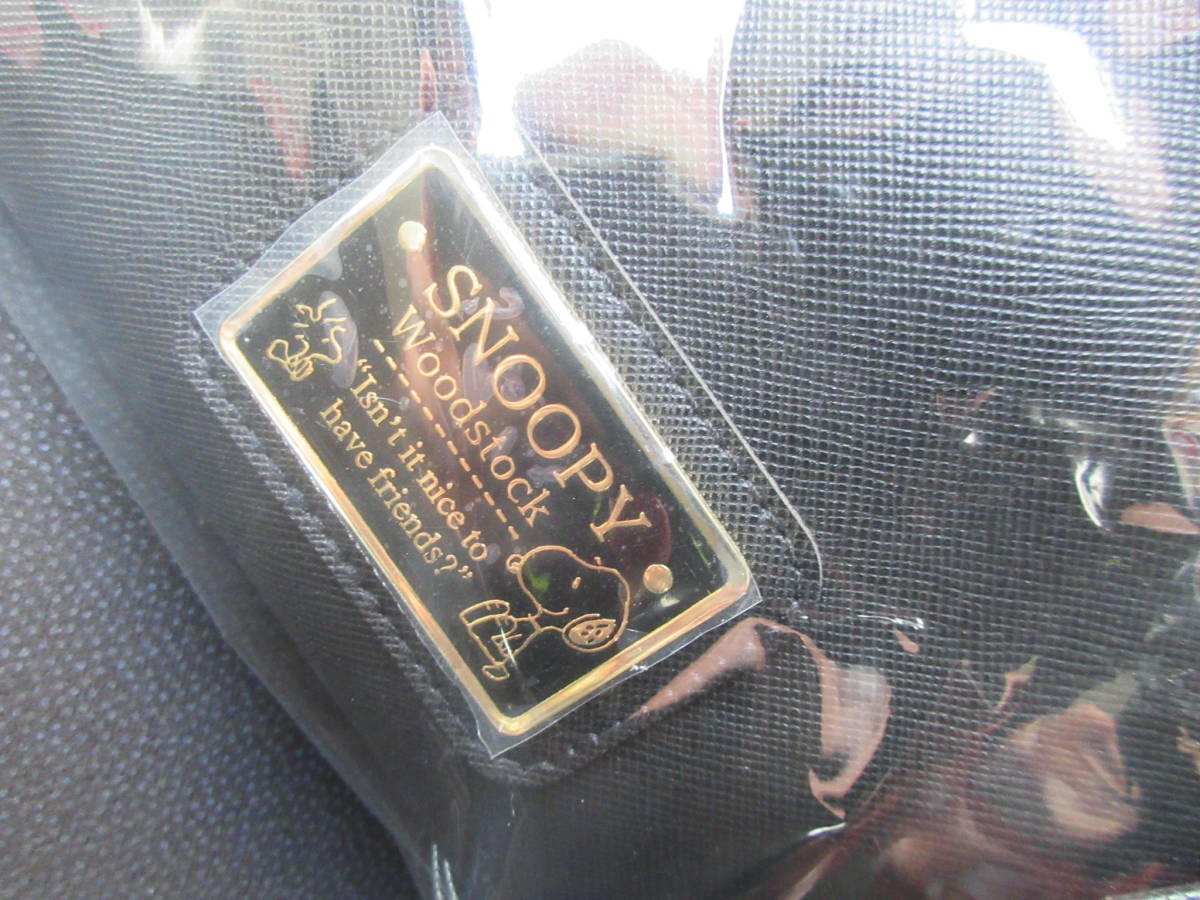 SNOOPY
Woodstock
"Isn't it nice to
have friends?"